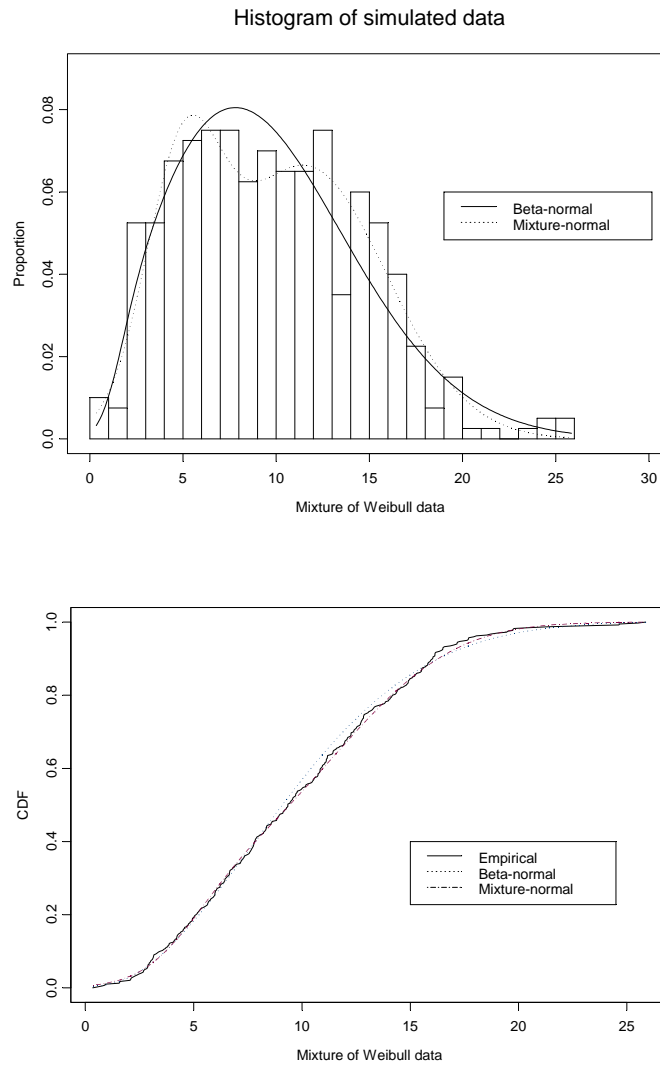 Histogram of simulated data
Proportion
0.08
0.06
0.04
0.02
0.0
Beta-normal
Mixture-normal
0 5 10 15 20 25 30
Mixture of Weibull data
CDF
1.0
0.8
0.6
0.4
0.2
0.0
Empirical
Beta-normal
Mixture-normal
0 5 10 15 20 25
Mixture of Weibull data